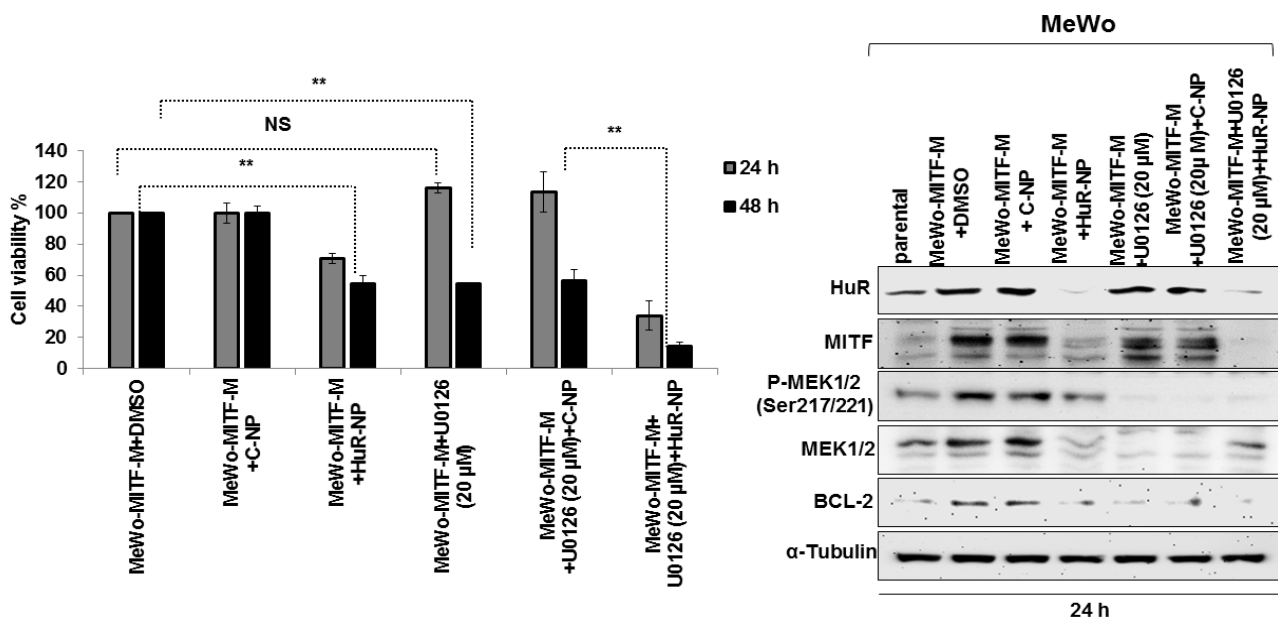 **
NS
**
**
140
120
100
80
60
40
20
0
Cell viability %
24 h
48 h
MeWo-MITF-M+DMSO
MeWo-MITF-M
+C-NP
MeWo-MITF-M
+HuR-NP
MeWo-MITF-M+U0126
(20 µM)
MeWo-MITF-M
+U0126 (20 µM)+C-NP
MeWo-MITF-M+
U0126 (20 µM)+HuR-NP
MeWo
parental
MeWo-MITF-M
+DMSO
MeWo-MITF-M
+ C-NP
MeWo-MITF-M
+HuR-NP
MeWo-MITF-M
+U0126 (20 µM)
MeWo-MITF-M
+U0126 (20µ M)+C-NP
MeWo-MITF-M+U0126
(20 µM)+HuR-NP
HuR
MITF
P-MEK1/2
(Ser217/221)
MEK1/2
BCL-2
α-Tubulin
24 h